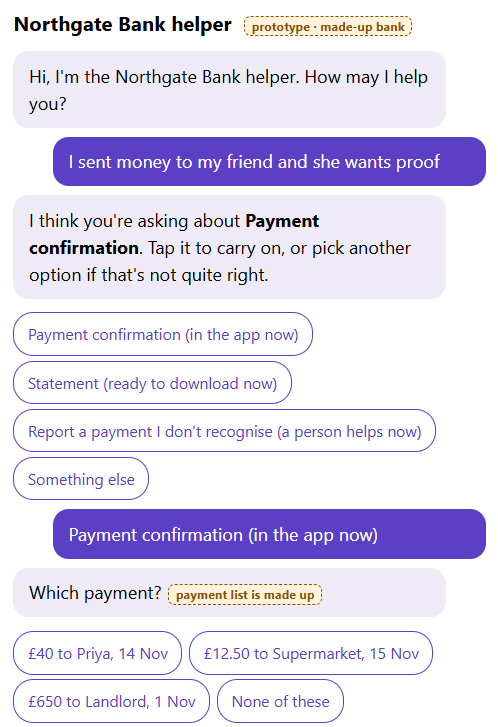 Northgate Bank helper prototype · made-up bank
Hi, I'm the Northgate Bank helper. How may I help
you?
I sent money to my friend and she wants proof
I think you're asking about Payment
confirmation. Tap it to carry on, or pick another
option if that's not quite right.
Payment confirmation (in the app now)
Statement (ready to download now)
Report a payment I don't recognise (a person helps now)
Something else
Payment confirmation (in the app now)
Which payment? payment list is made up
£40 to Priya, 14 Nov £12.50 to Supermarket, 15 Nov
£650 to Landlord, 1 Nov None of these